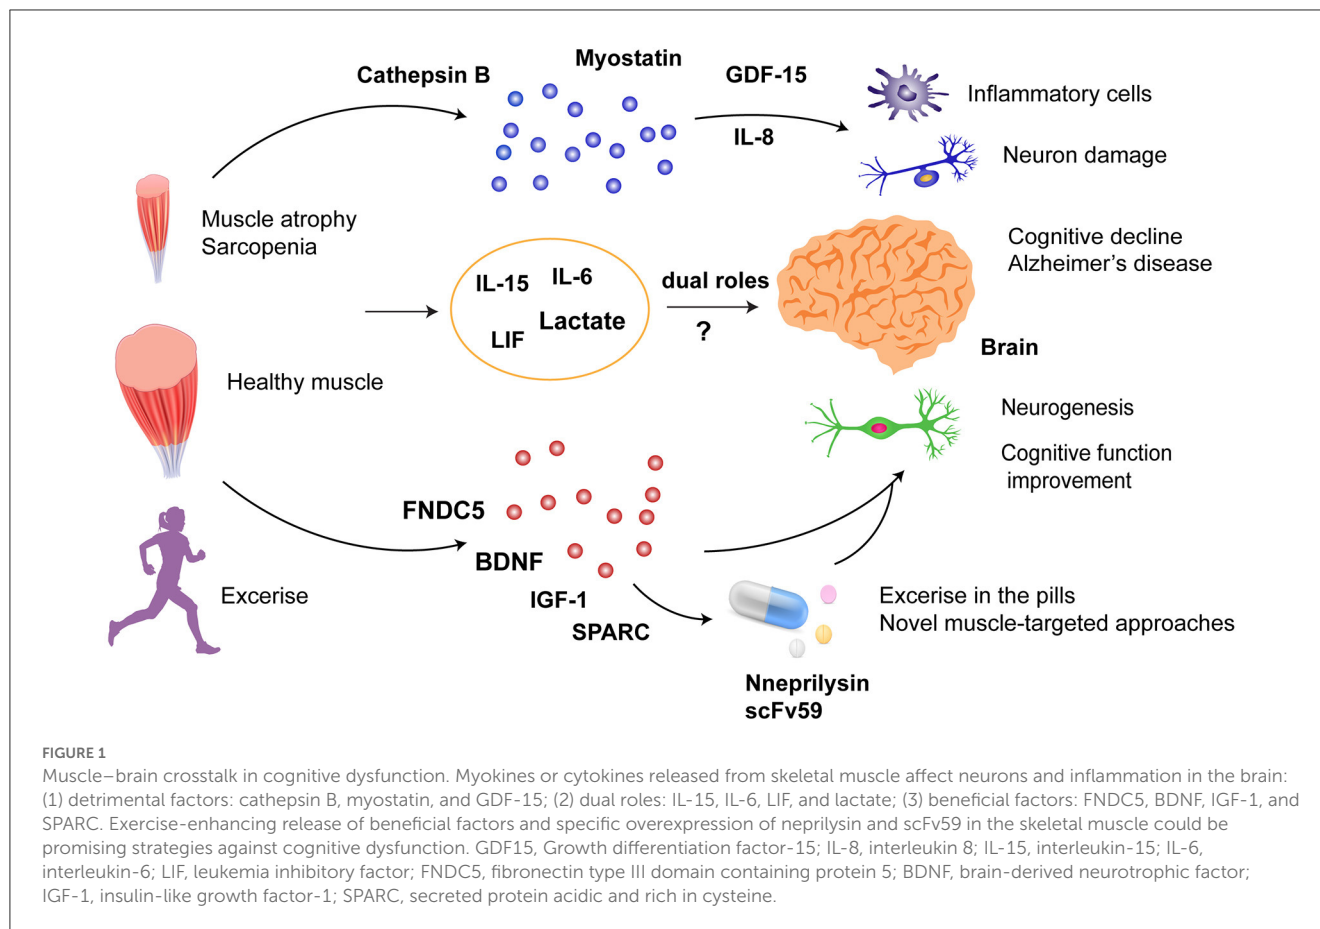 Cathepsin B
Myostatin
GDF-15
IL-8
Inflammatory cells
Neuron damage
Muscle atrophy
Sarcopenia
IL-15
IL-6
Lactate
LIF
dual roles
?
Cognitive decline
Alzheimer’s disease
Brain
Healthy muscle
Neurogenesis
Cognitive function
improvement
FNDC5
BDNF
IGF-1
SPARC
Excerise
Excerise in the pills
Novel muscle-targeted approaches
Nneprilysin
scFv59
FIGURE 1
Muscle–brain crosstalk in cognitive dysfunction. Myokines or cytokines released from skeletal muscle affect neurons and inflammation in the brain:
(1) detrimental factors: cathepsin B, myostatin, and GDF-15; (2) dual roles: IL-15, IL-6, LIF, and lactate; (3) beneficial factors: FNDC5, BDNF, IGF-1, and
SPARC. Exercise-enhancing release of beneficial factors and specific overexpression of neprilysin and scFv59 in the skeletal muscle could be
promising strategies against cognitive dysfunction. GDF15, Growth differentiation factor-15; IL-8, interleukin 8; IL-15, interleukin-15; IL-6,
interleukin-6; LIF, leukemia inhibitory factor; FNDC5, fibronectin type III domain containing protein 5; BDNF, brain-derived neurotrophic factor;
IGF-1, insulin-like growth factor-1; SPARC, secreted protein acidic and rich in cysteine.